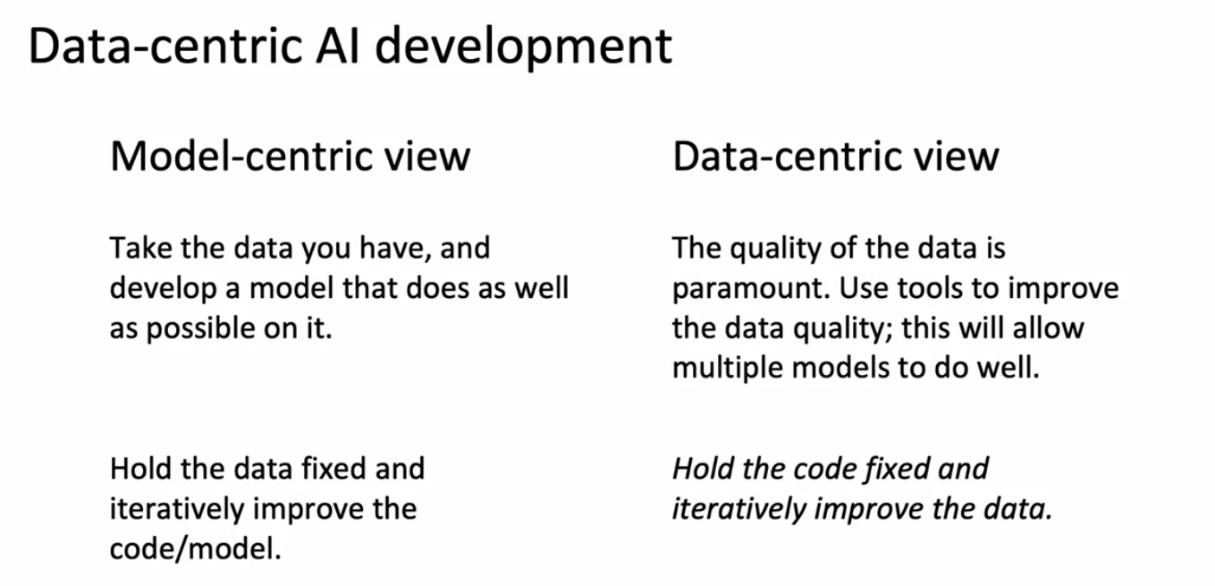 Data-centric AI development
Model-centric view
Take the data you have, and
develop a model that does as well
as possible on it.
Hold the data fixed and
iteratively improve the
code/model.
Data-centric view
The quality of the data is
paramount. Use tools to improve
the data quality; this will allow
multiple models to do well.
Hold the code fixed and
iteratively improve the data.